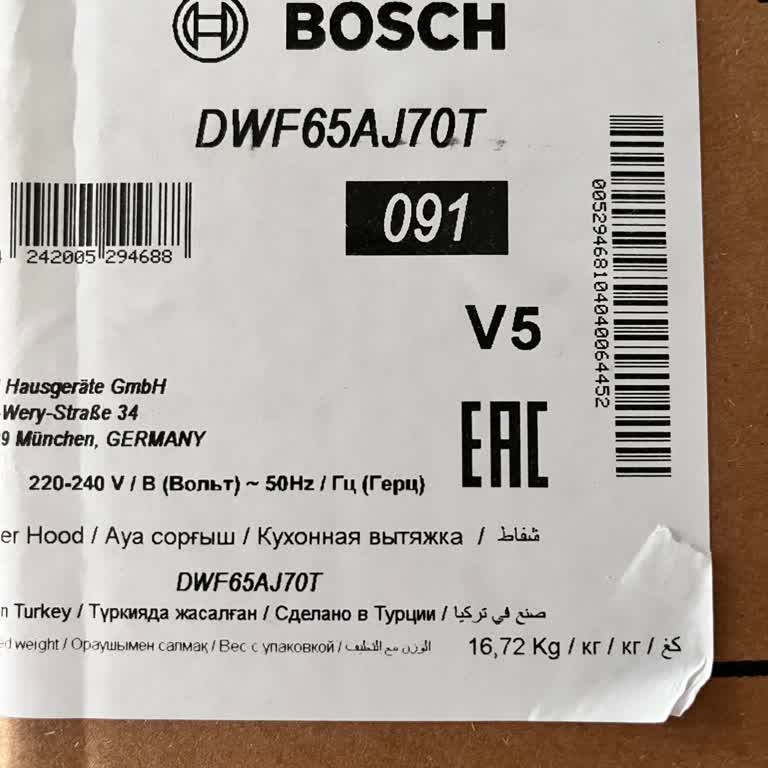 BOSCH
DWF65AJ70T
091
242005 294688
00529468104040064452
V5
Hausgeräte GmbH
-Wery-Straße 34
9 München, GERMANY
EAC
220-240 V / В (Вольт) ~ 50Hz / Гц (Герц)
er Hood / Ауа сорғыш / Кухонная вытяжка / شفاط
DWF65AJ70T
n Turkey / Түркияда жасалған / Сделано в Турции / صنع في تركيا
ed weight / Ораушымен салмақ / Вес с упаковкой / الوزن مع التغليف 16,72 Kg / кг / кг / كغ